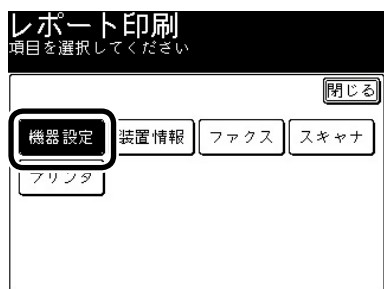 レポート印刷
項目を選択してください
閉じる
機器設定 装置情報 ファクス スキャナ
プリンタ